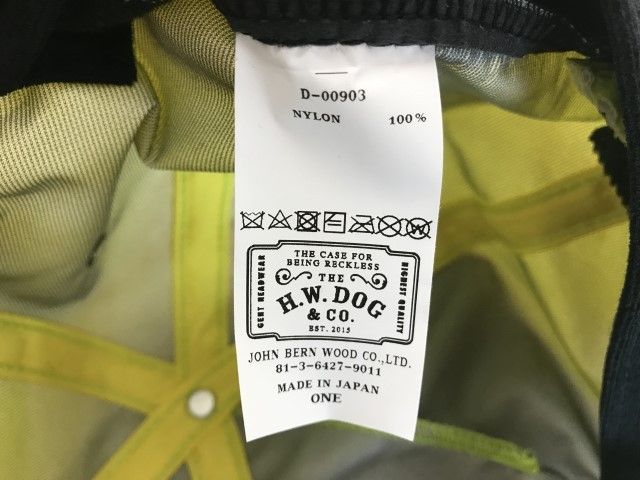 D-00903
NYLON 100%
THE CASE FOR
BEING RECKLESS
THE
H.W. DOG
& CO.
EST. 2015
GENT HEADWEAR
HIGHEST QUALITY
JOHN BERN WOOD CO.,LTD.
81-3-6427-9011
MADE IN JAPAN
ONE